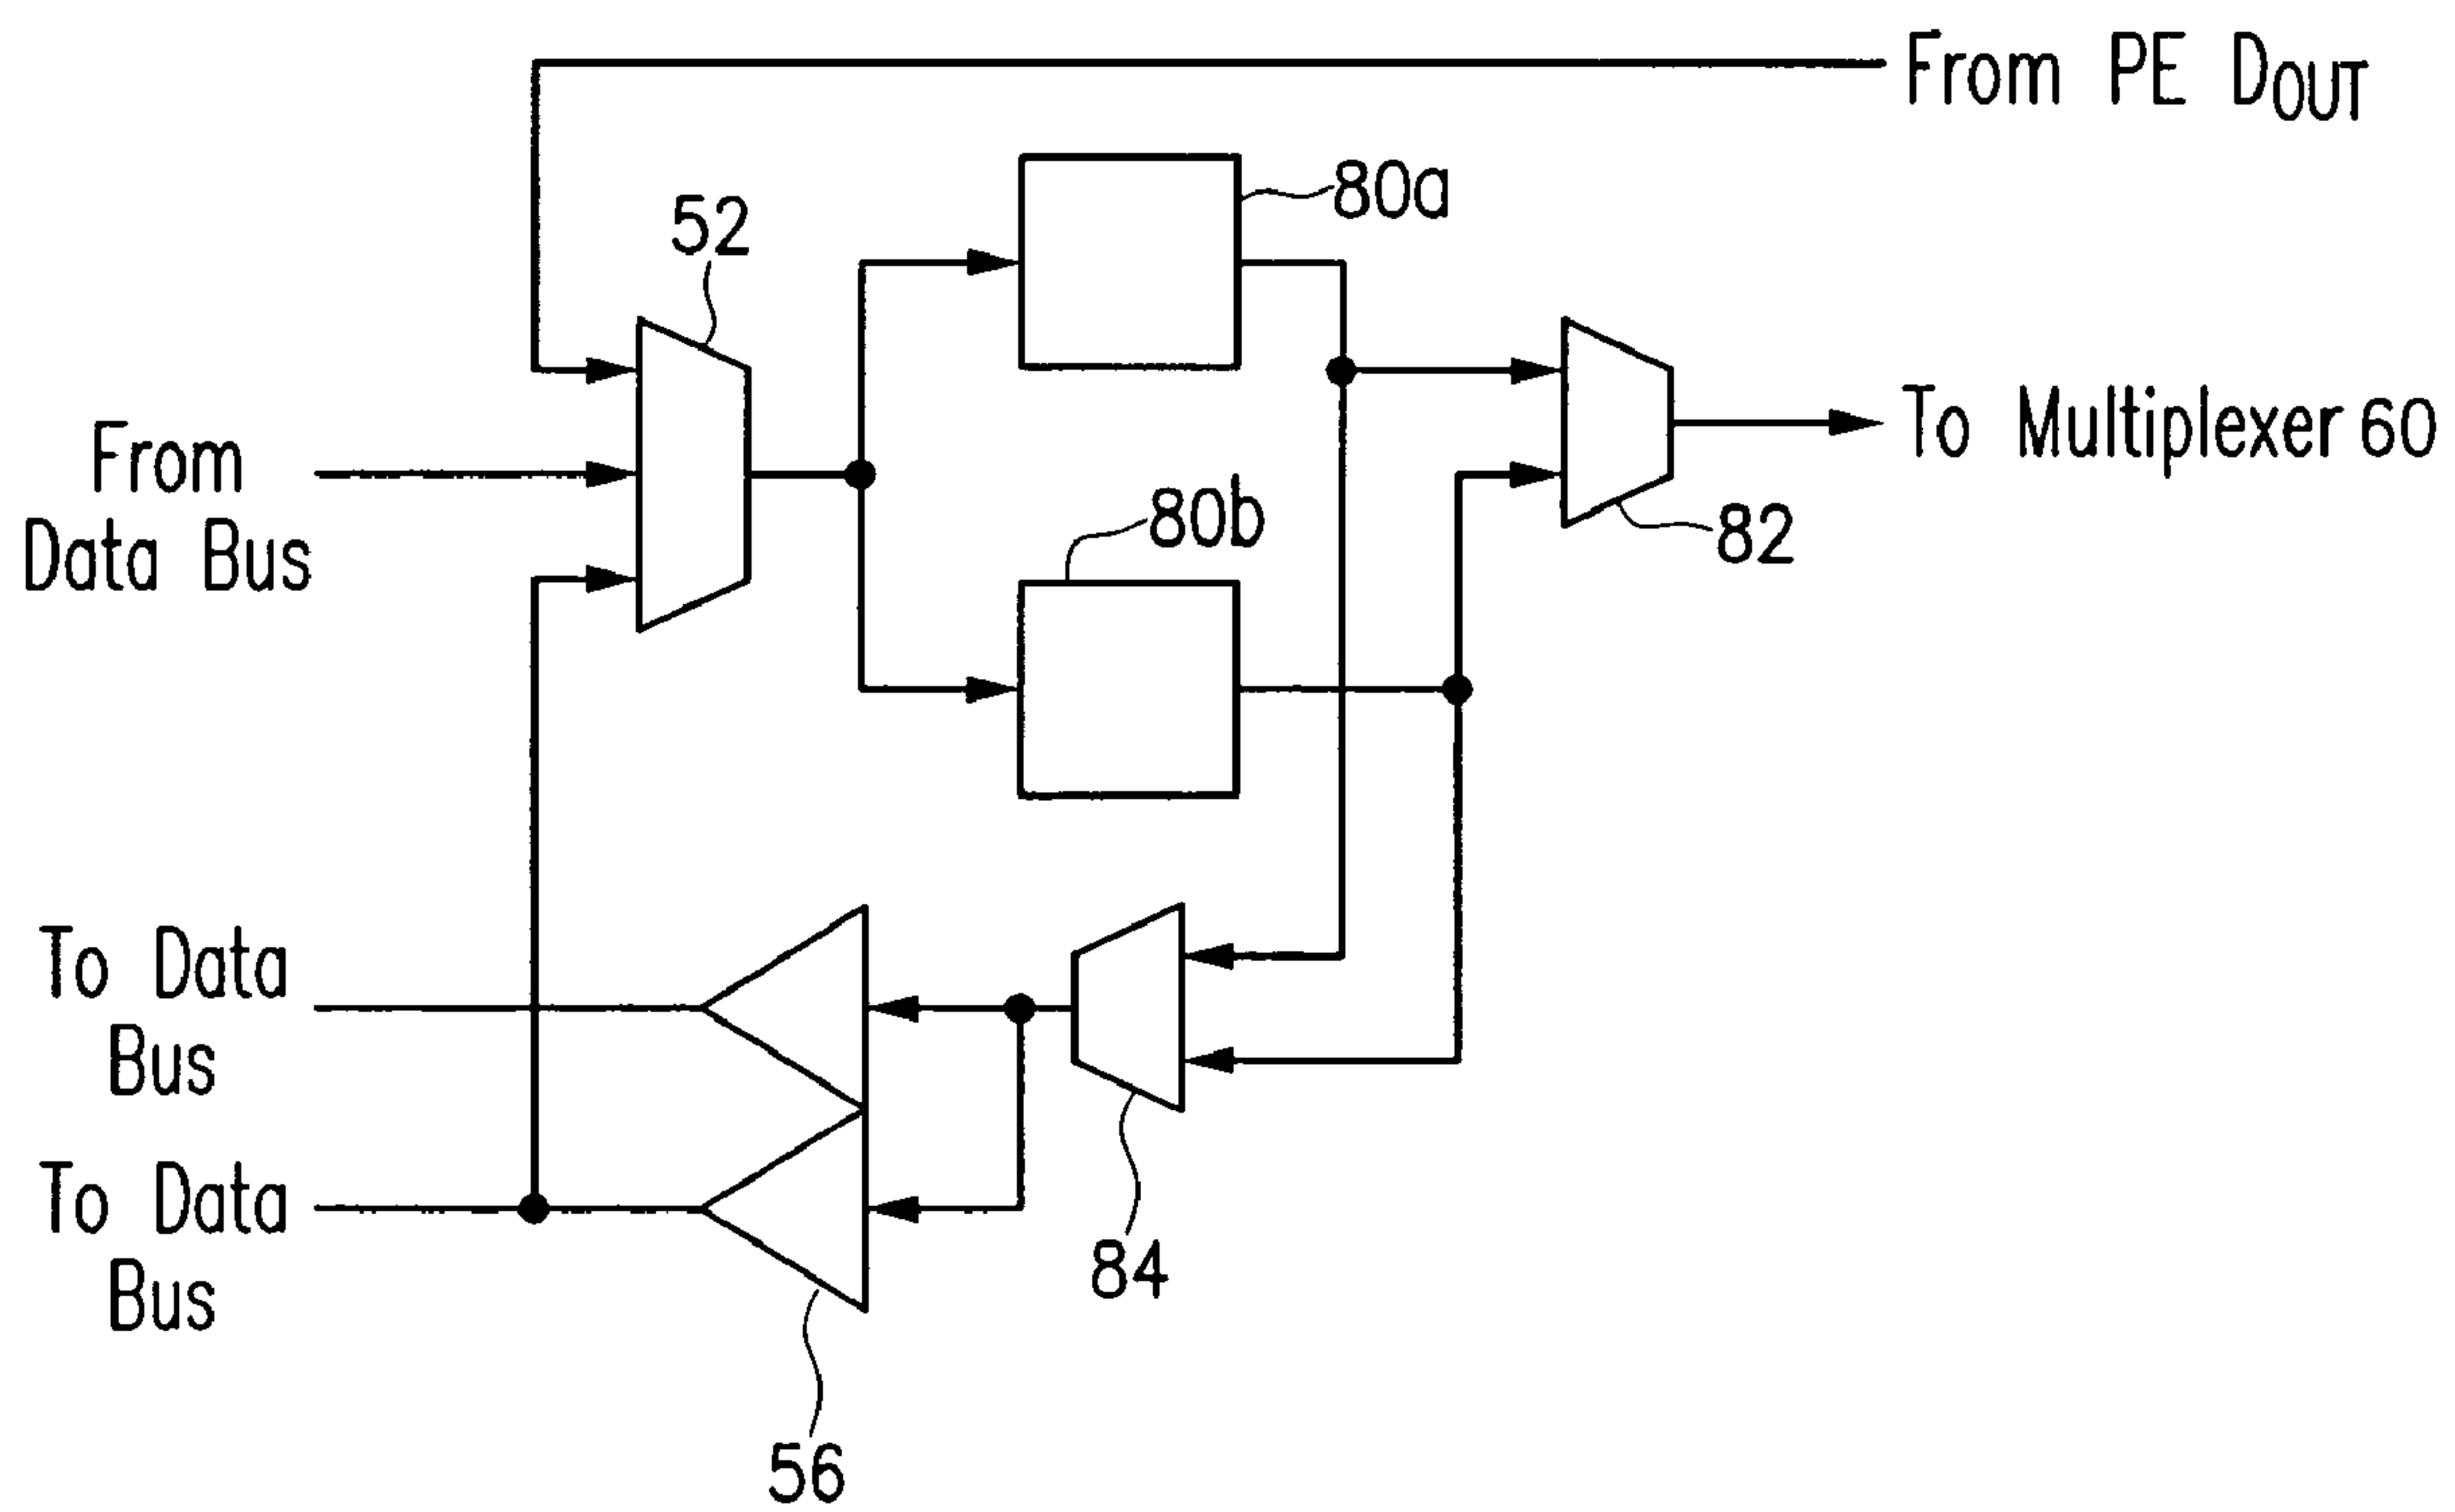 From PE DOUT
80a
52
From
Data Bus
To Multiplexer 60
80b
82
To Data
Bus
To Data
Bus
84
56